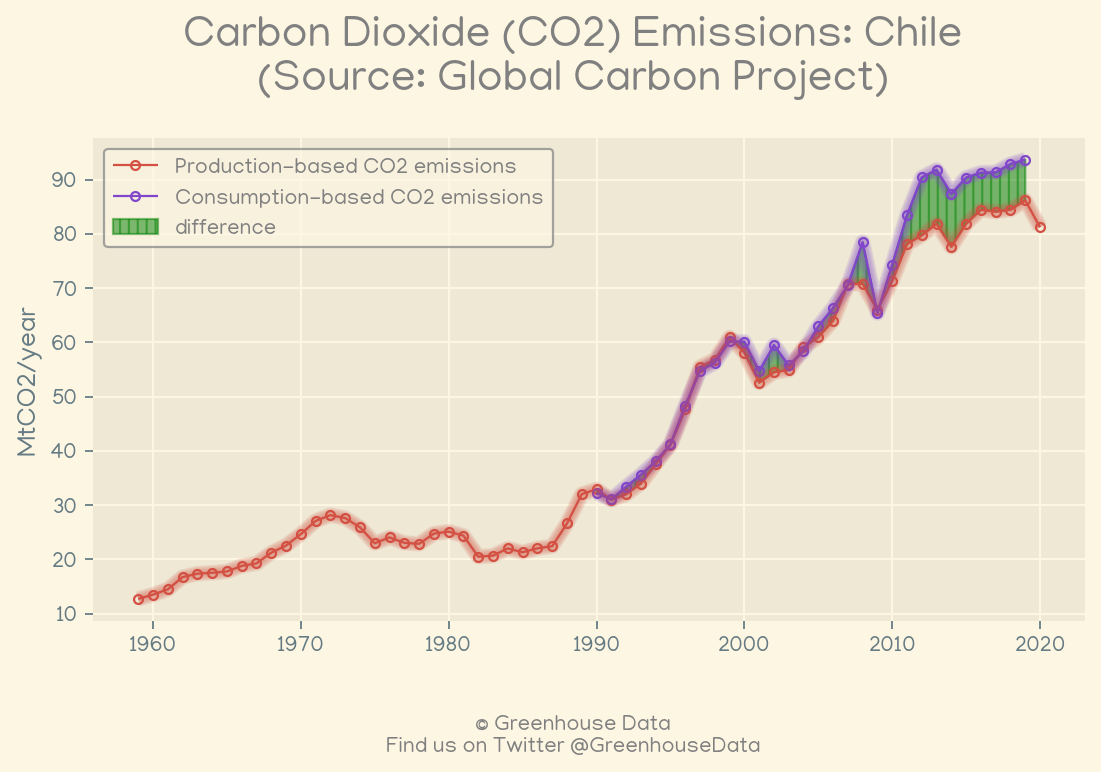 Carbon Dioxide (CO2) Emissions: Chile
(Source: Global Carbon Project)
Production-based CO2 emissions
Consumption-based CO2 emissions
difference
MtCO2/year
90
80
70
60
50
40
30
20
10
1960 1970 1980 1990 2000 2010 2020
© Greenhouse Data
Find us on Twitter @GreenhouseData